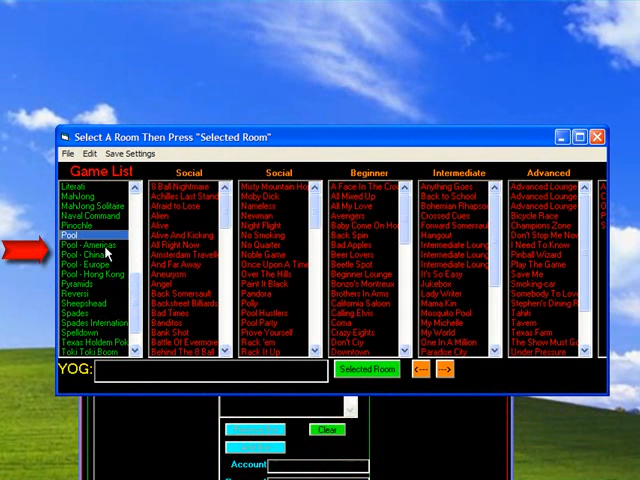 Select A Room Then Press "Selected Room"
File Edit Save Settings
Game List
Literati
MahJong
MahJong Solitaire
Naval Command
Pinochle
Pool
Pool - Americas
Pool - China
Pool - Europe
Pool - Hong Kong
Pyramids
Reversi
Sheepshead
Spades
Spades Internation
Spelldown
Texas Holdem Pok
Toki Toki Boom
Social
8 Ball Nightmare
Achilles Last Stand
Afraid to Lose
Alien
Alive
Alive And Kicking
All Right Now
Amsterdam Travell
And Far Away
Aneurysm
Angel
Back Somersault
Backstreet Billiards
Bad Times
Banditos
Bank Shot
Battle Of Evermore
Behind The 8 Ball
Social
Misty Mountain Ho
Moby Dick
Nameless
Newman
Night Flight
No Smoking
No Quarter
Noble Game
Once Upon A Time
Over The Hills
Paint It Black
Pandora
Polly
Pool Hustlers
Pool Party
Prove Yourself
Rack 'em
Rack It Up
Beginner
A Face In The Crow
All Mixed Up
All My Love
Avengers
Baby Come On Hom
Back Spin
Bad Apples
Beer Lovers
Beetle Spot
Beginner Lounge
Bonzo's Montreux
Brothers In Arms
California Saloon
Calling Elvis
Coma
Crazy Eights
Don't Cry
Downtown
Intermediate
Anything Goes
Back to School
Bohemian Rhapso
Crossed Cues
Forward Somersaul
Hangout
Intermediate Loung
Intermediate Loung
Intermediate Loung
It's So Easy
Jukebox
Lady Writer
Mama Kin
Mosquito Pool
My Michelle
My World
One In A Million
Paradise City
Advanced
Advanced Lounge
Advanced Lounge
Advanced Lounge
Bicycle Race
Champions Zone
Don't Stop Me Now
I Need To Know
Pinball Wizard
Play The Game
Save Me
Smoking-car
Somebody To Lov
Stephen's Dining R
Tahiti
Tavern
Texas Farm
The Show Must Go
Under Pressure
YOG:
Selected Room
<---
--->
Clear
Account